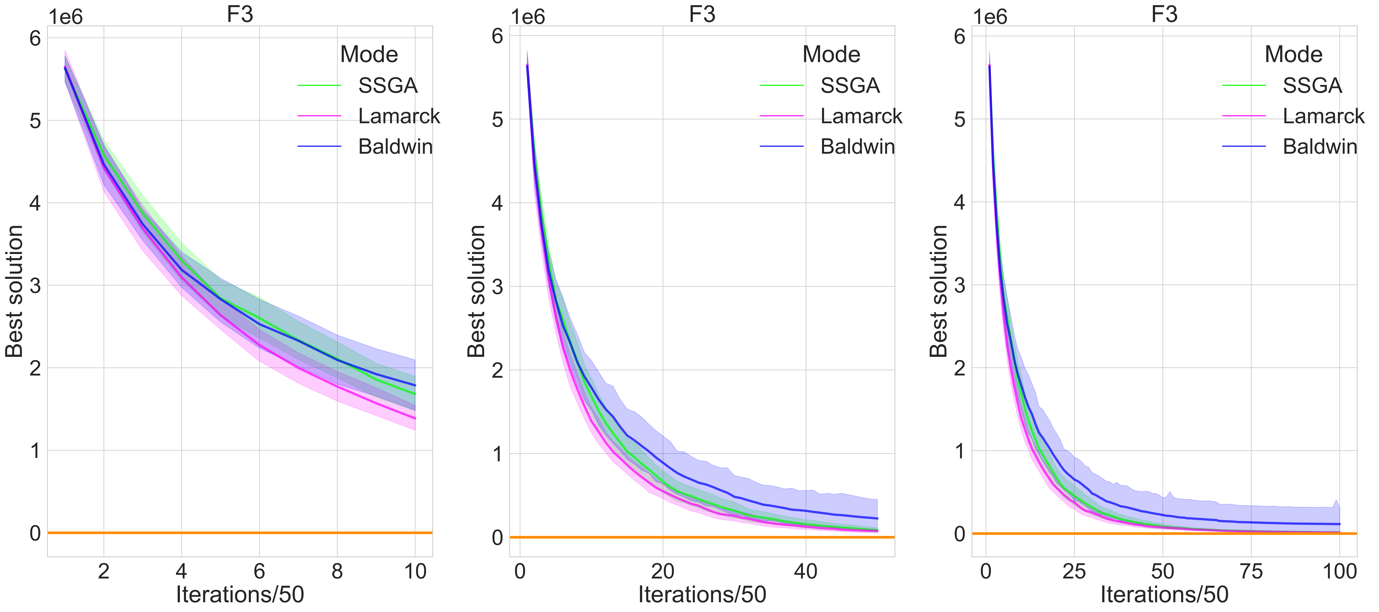 1e6
F3
Mode
SSGA
Lamarck
Baldwin
Best solution
6
5
4
3
2
1
0
2
4
6
8
10
Iterations/50
1e6
F3
Mode
SSGA
Lamarck
Baldwin
Best solution
6
5
4
3
2
1
0
0
20
40
Iterations/50
1e6
F3
Mode
SSGA
Lamarck
Baldwin
Best solution
6
5
4
3
2
1
0
0
25
50
75
100
Iterations/50